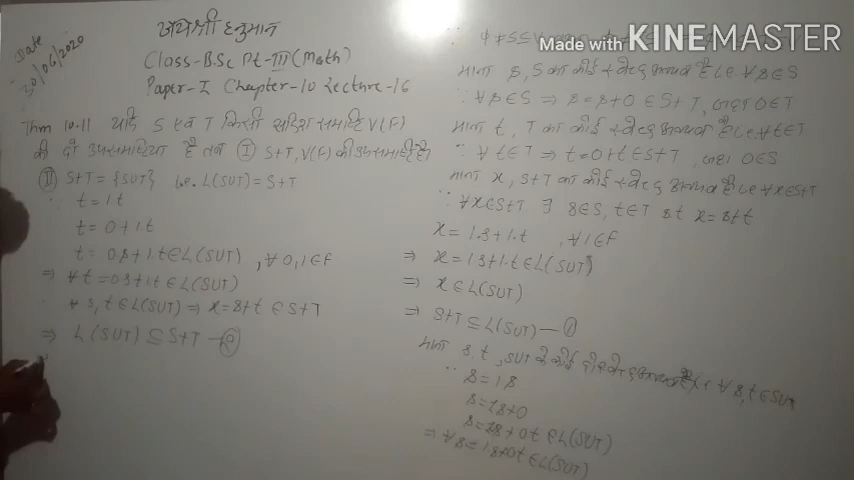 Date
30/06/2020
जयश्री हनुमान
Class-B.Sc Pt-III (Math)
Paper-I Chapter-10 Lecture-16
Thm 10.11 यदि S एवं T किसी सदिश समष्टि V(F)
की दो उपसमष्टियां हैं तब (I) S+T, V(F) की उपसमष्टि है।
(II) S+T = {SUT} i.e. L(SUT) = S+T
∵ t = 1t
t = 0+1t
t = 0s+1.t ∈ L(SUT), ∀ 0,1∈F
⇒ ∀t = 0s+1t ∈ L(SUT)
∀ s,t ∈ L(SUT) ⇒ x = s+t ∈ S+T
⇒ L(SUT) ⊆ S+T —(2)
Made with KINEMASTER
माना s, S का कोई स्वेच्छ अवयव है i.e. ∀s∈S
∵ ∀s∈S ⇒ s = s+0 ∈ S+T, जहां 0∈T
माना t, T का कोई स्वेच्छ अवयव है i.e. ∀t∈T
∵ ∀ t∈T ⇒ t = 0+t ∈ S+T, जहां 0∈S
माना x, S+T का कोई स्वेच्छ अवयव है i.e. ∀x∈S+T
∵ ∀x∈S+T ∃ s∈S, t∈T s.t x = s+t
x = 1.s+1.t , ∀1∈F
⇒ x = 1s+1.t ∈ L(SUT)
⇒ x ∈ L(SUT)
⇒ S+T ⊆ L(SUT) —(1)
माना s,t, SUT के कोई दो स्वेच्छ अवयव हैं ∀ s,t ∈ SUT
∵ s = 1s
s = 1s+0
s = 1s+0t ∈ L(SUT)
⇒ ∀s = 1s+0t ∈ L(SUT)